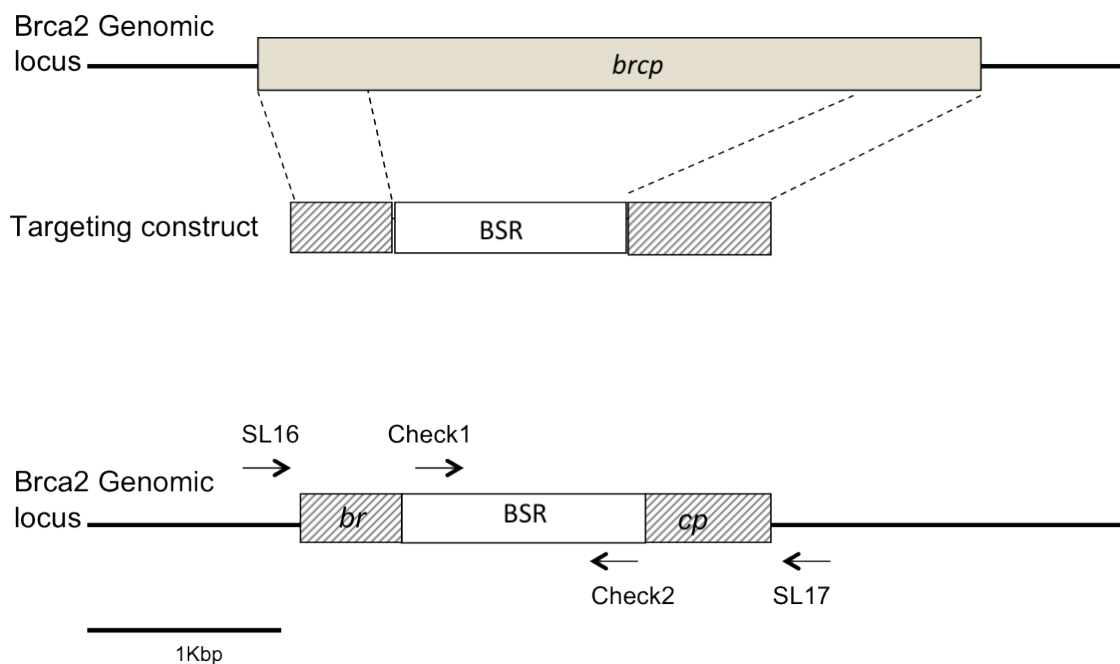 Brca2 Genomic
locus
brcp
Targeting construct
BSR
SL16
Check1
Brca2 Genomic
locus
br
BSR
cp
Check2
SL17
1Kbp